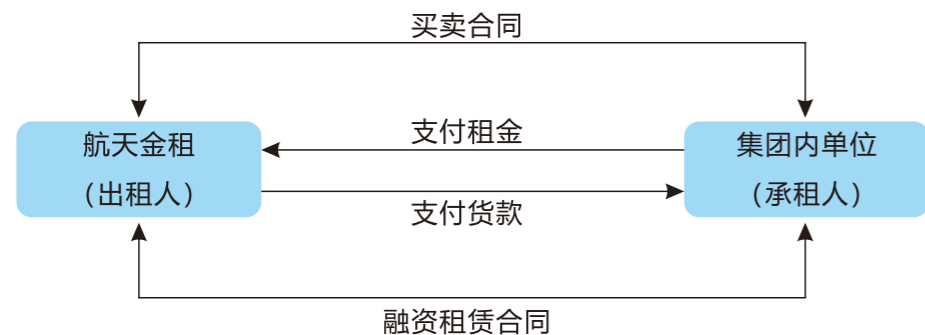 买卖合同
航天金租
（出租人）
支付租金
支付货款
集团内单位
（承租人）
融资租赁合同